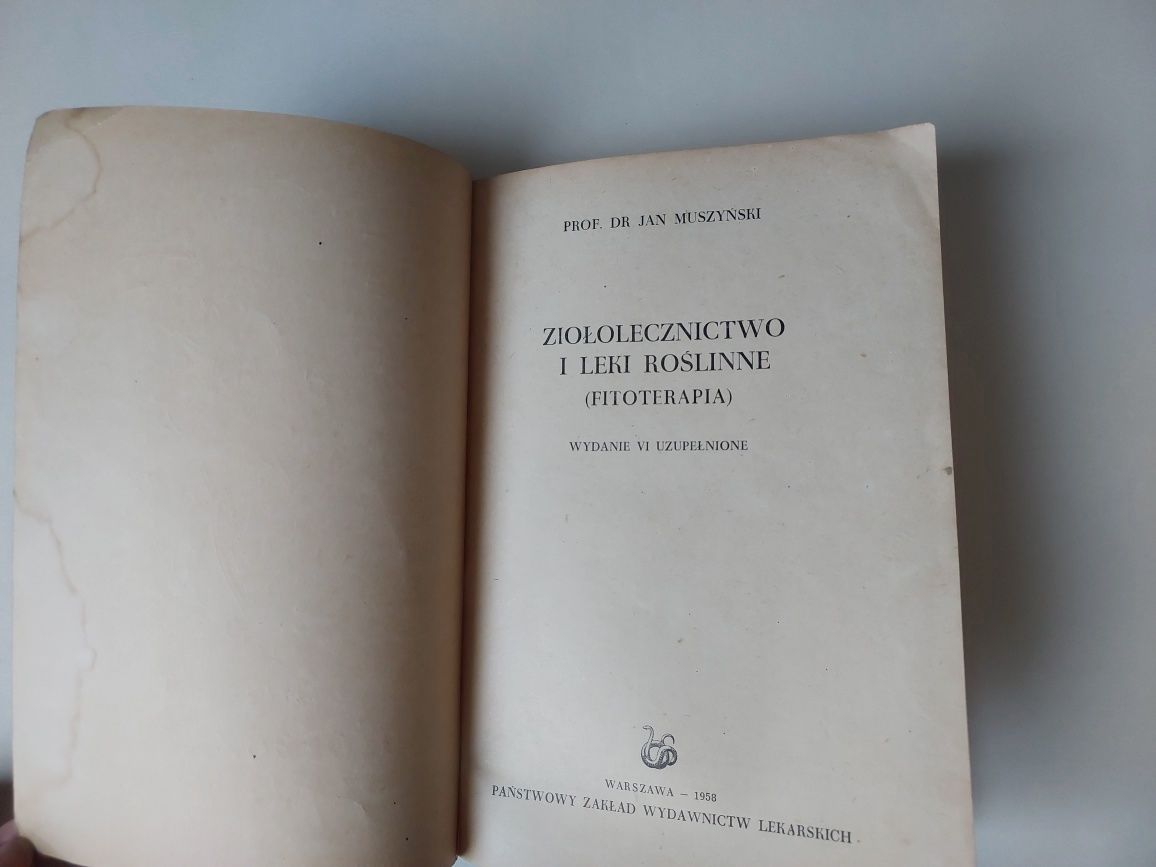 PROF. DR JAN MUSZYŃSKI
ZIOŁOLECZNICTWO
I LEKI ROŚLINNE
(FITOTERAPIA)
WYDANIE VI UZUPEŁNIONE
WARSZAWA – 1958
PAŃSTWOWY ZAKŁAD WYDAWNICTW LEKARSKICH